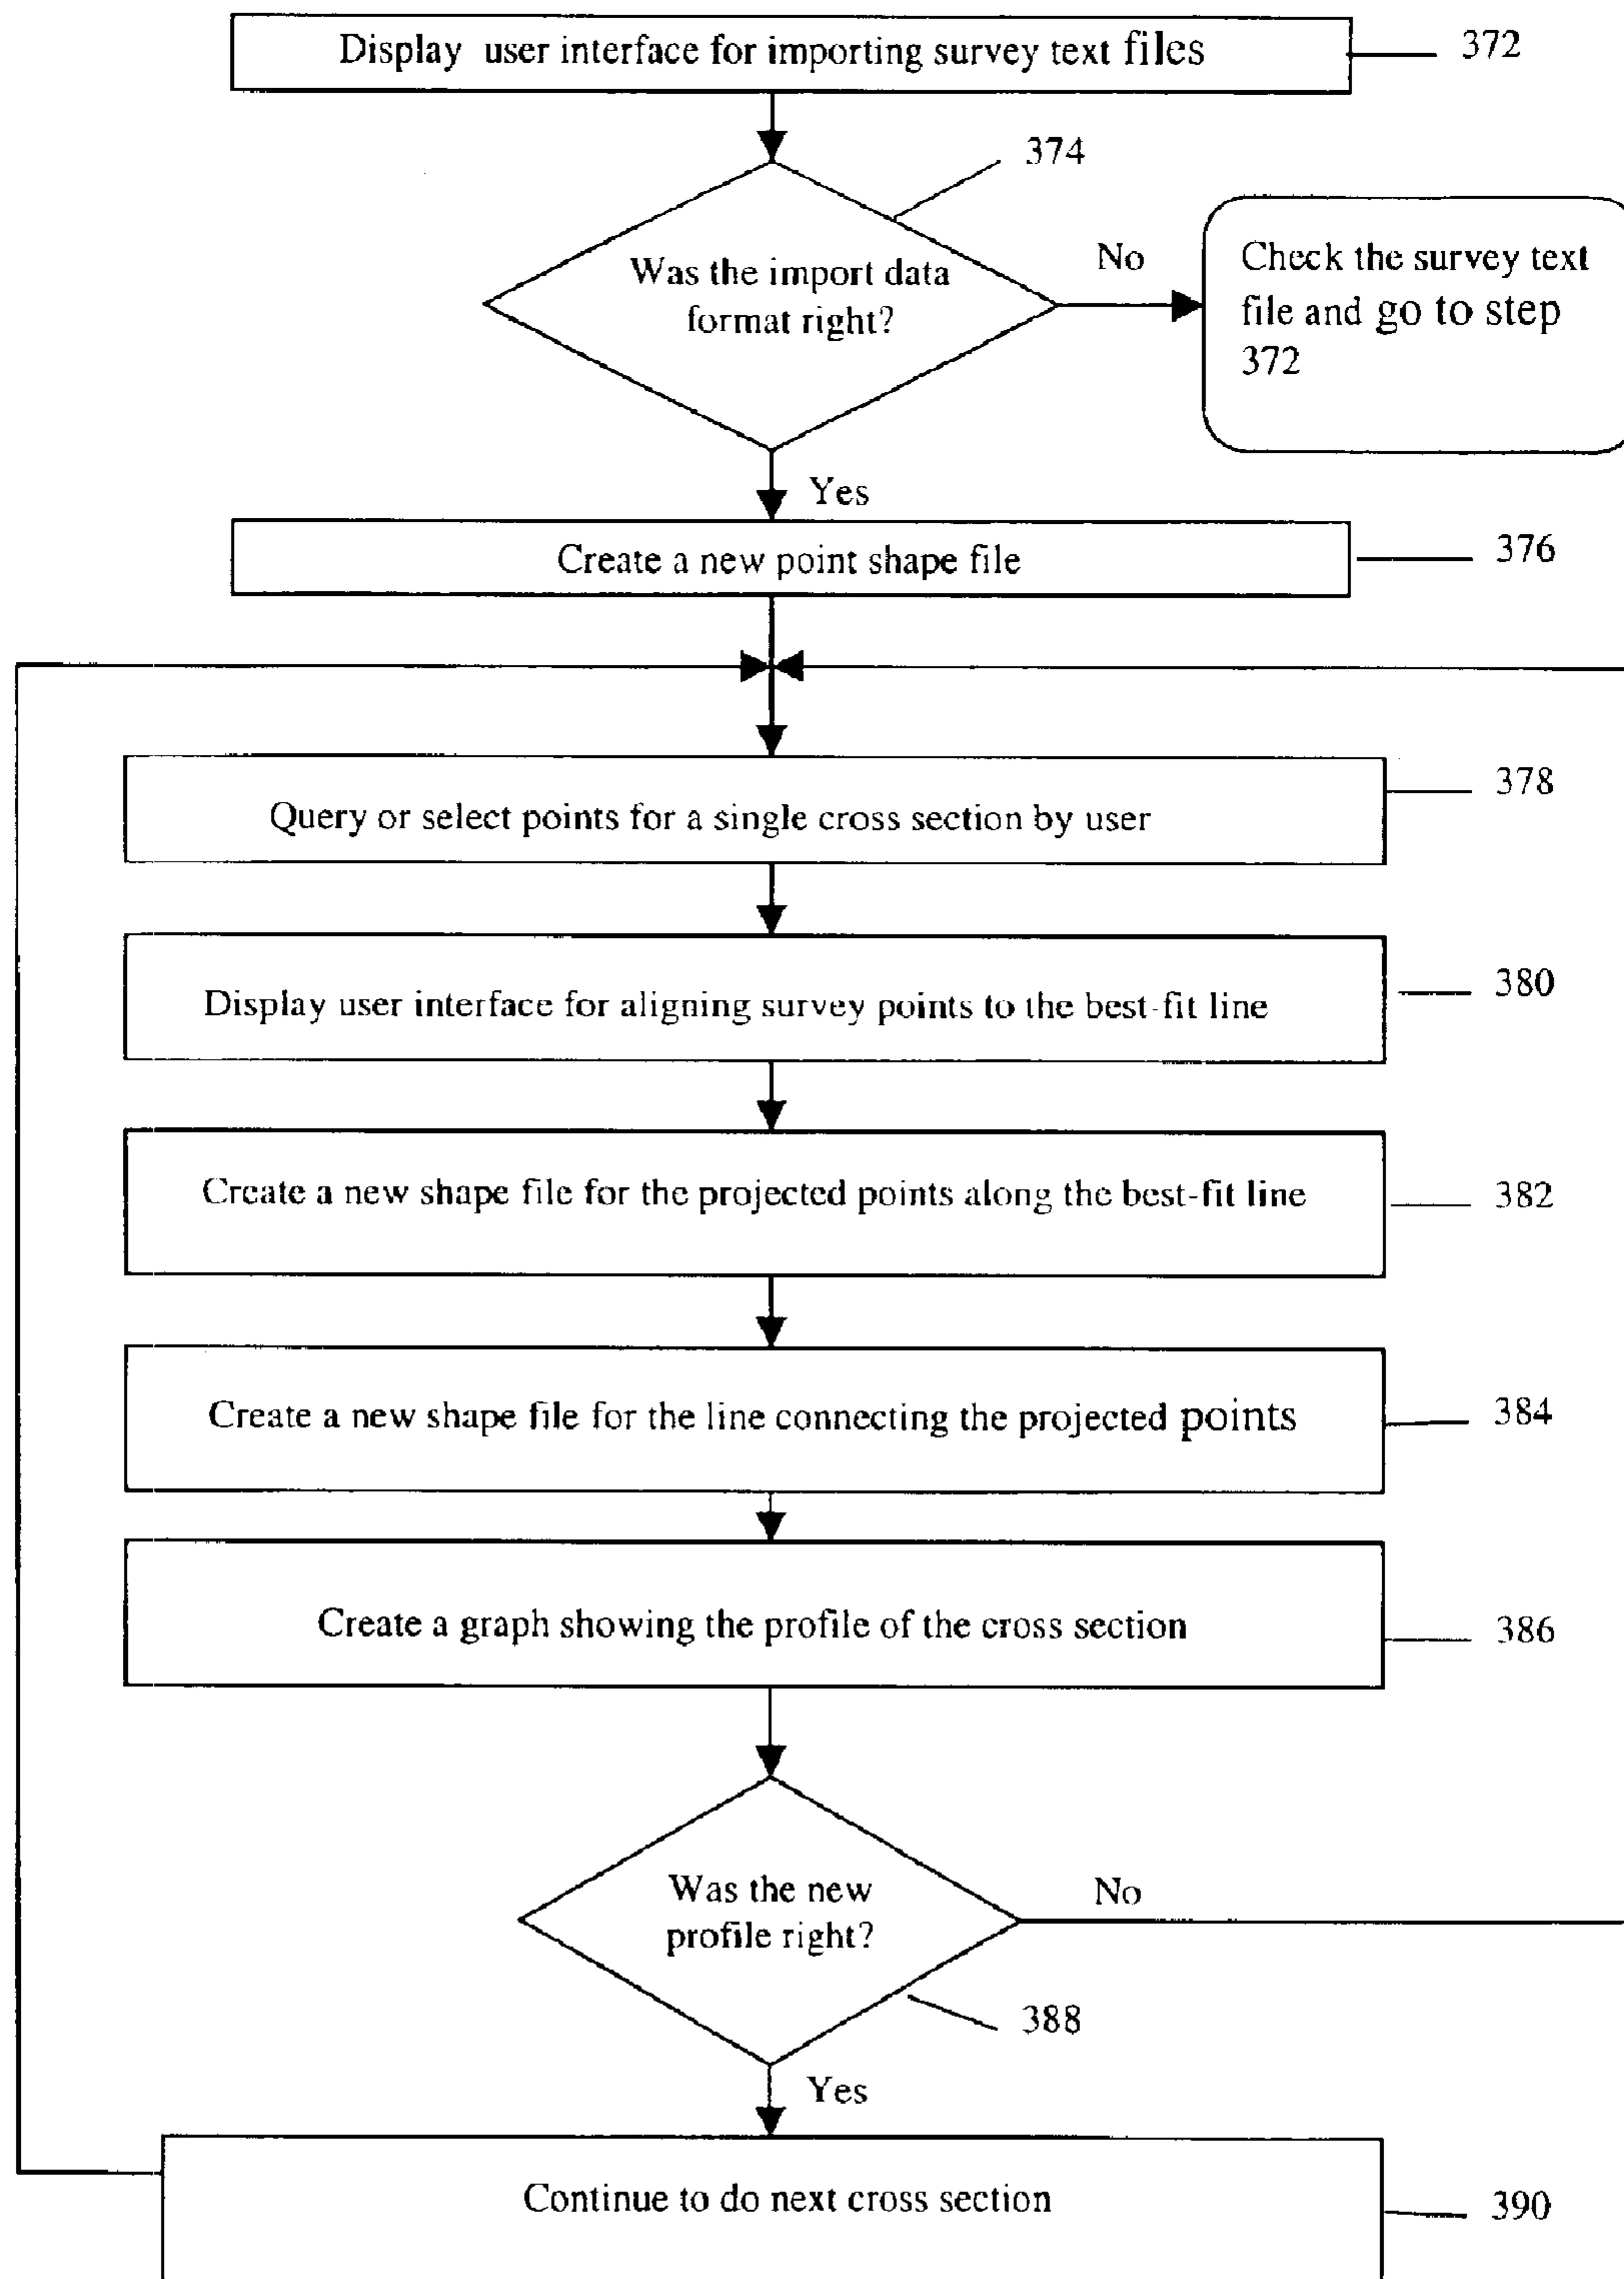 Display user interface for importing survey text files
372
374
Was the import data
format right?
No
Check the survey text
file and go to step
372
Yes
Create a new point shape file
376
378
Query or select points for a single cross section by user
380
Display user interface for aligning survey points to the best-fit line
Create a new shape file for the projected points along the best-fit line
382
Create a new shape file for the line connecting the projected points
384
Create a graph showing the profile of the cross section
386
Was the new
profile right?
No
388
Yes
Continue to do next cross section
390